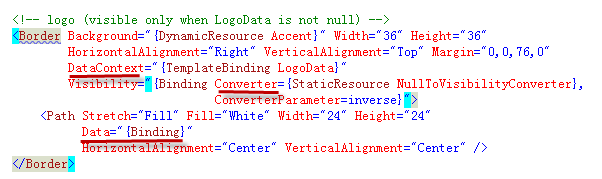 <!-- logo (visible only when LogoData is not null) -->
<Border Background="{DynamicResource Accent}" Width="36" Height="36"
HorizontalAlignment="Right" VerticalAlignment="Top" Margin="0,0,76,0"
DataContext="{TemplateBinding LogoData}"
Visibility="{Binding Converter={StaticResource NullToVisibilityConverter},
ConverterParameter=inverse}">
<Path Stretch="Fill" Fill="White" Width="24" Height="24"
Data="{Binding}"
HorizontalAlignment="Center" VerticalAlignment="Center" />
</Border>